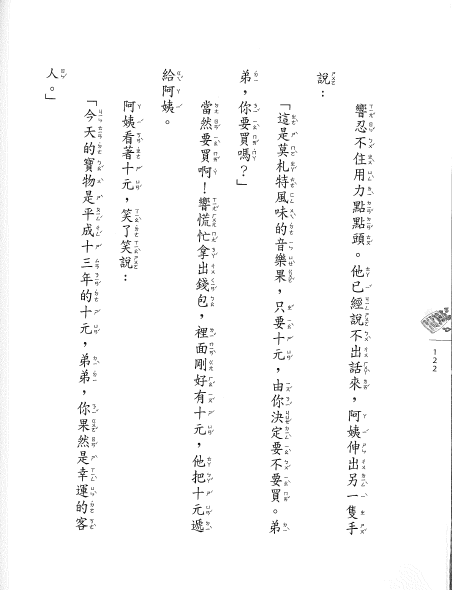 響忍不住用力點點頭。他已經說不出話來，阿姨伸出另一隻手
說：
「這是莫札特風味的音樂果，只要十元，由你決定要不要買。弟
弟，你要買嗎？」
當然要買啊！響慌忙拿出錢包，裡面剛好有十元，他把十元遞
給阿姨。
阿姨看著十元，笑了笑說：
「今天的寶物是平成十三年的十元，弟弟，你果然是幸運的客
人。」
122